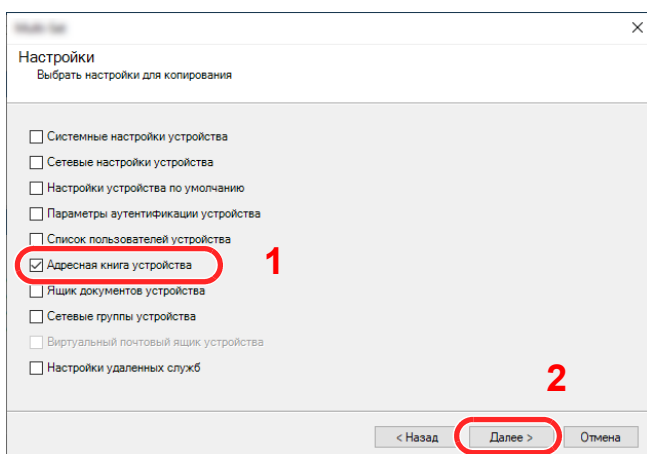 Настройки
Выбрать настройки для копирования
Системные настройки устройства
Сетевые настройки устройства
Настройки устройства по умолчанию
Параметры аутентификации устройства
Список пользователей устройства
Адресная книга устройства
1
Ящик документов устройства
Сетевые группы устройства
Виртуальный почтовый ящик устройства
Настройки удаленных служб
2
< Назад
Далее >
Отмена